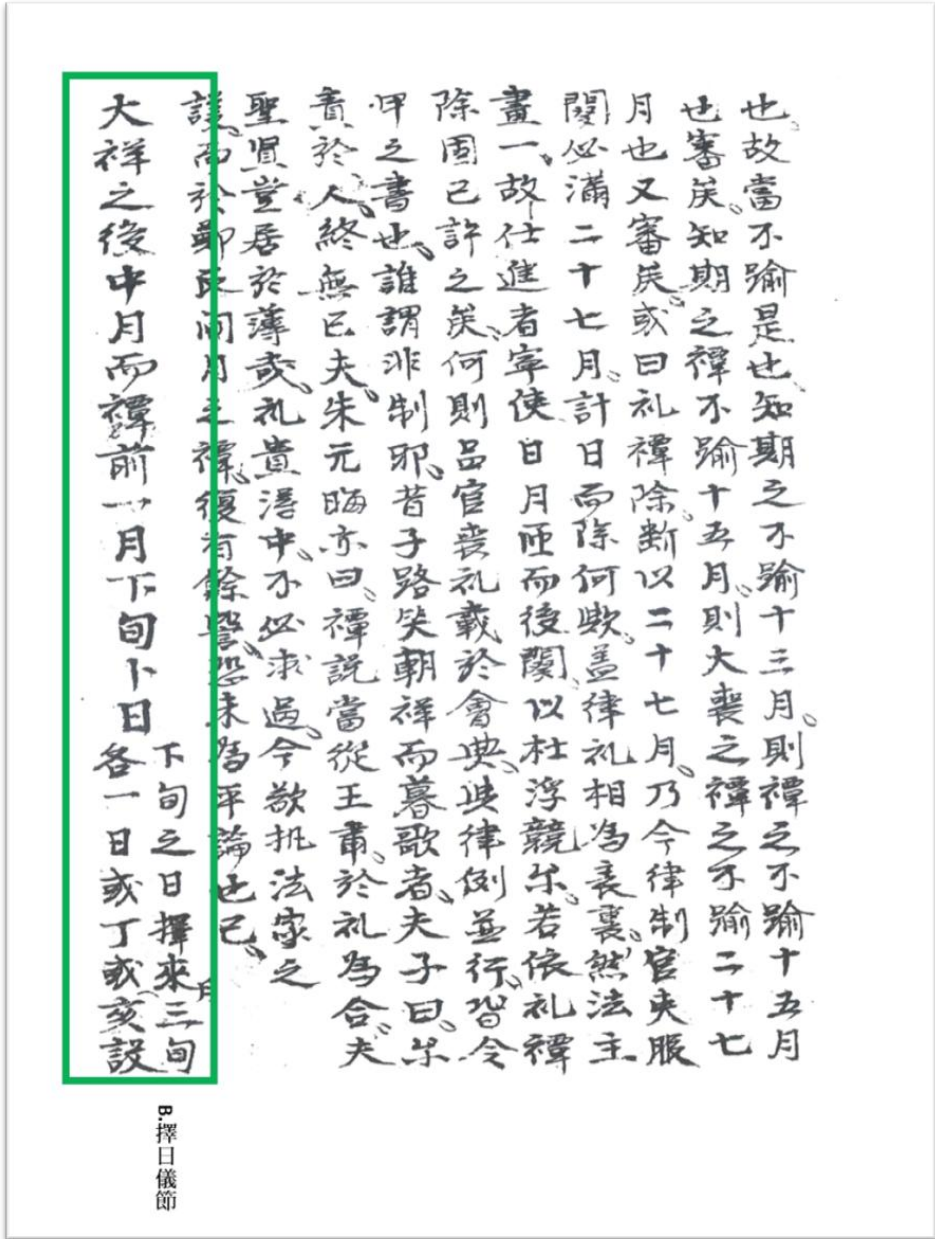 也故當不踰是也知期之不踰十三月則禫之不踰十五月
也審矣知期之禫不踰十五月則大喪之禫之不踰二十七
月也又審矣或曰礼禫除断以二十七月乃今律制官吏服
闋必滿二十七月計日而除何歟盖律礼相為表裏然法主
畫一故仕進者寧使日月匝而後闋以杜浮競尔若依礼禫
除固已許之矣何則品官喪礼載於會典與律例並行皆令
甲之書也誰謂非制耶昔子路笑朝祥而暮歌者夫子曰尔
責於人終無已夫朱元晦亦曰禫説當從王肅於礼為合夫
聖賢豈居於薄哉礼貴淂中不必求過今欲抗法家之
議而於鄭氏间月之禫復有餘訾恐未為平論也已
月
大祥之後中月而禫前一月下旬卜日
下旬之日擇來三旬
各一日或丁或亥設
B.擇日儀節